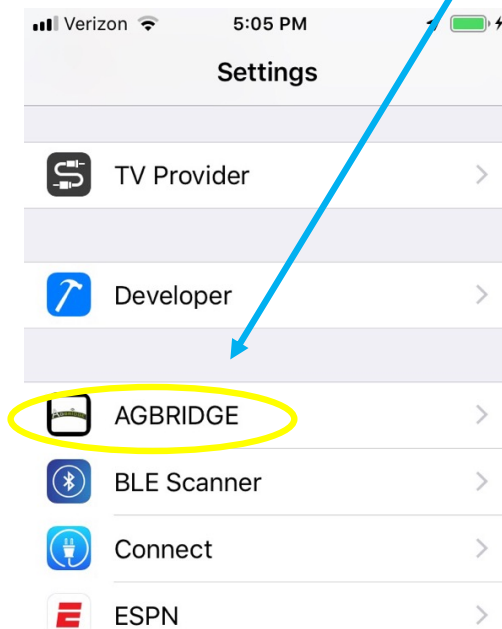 Verizon 5:05 PM
Settings
TV Provider
Developer
AGBRIDGE
BLE Scanner
Connect
ESPN